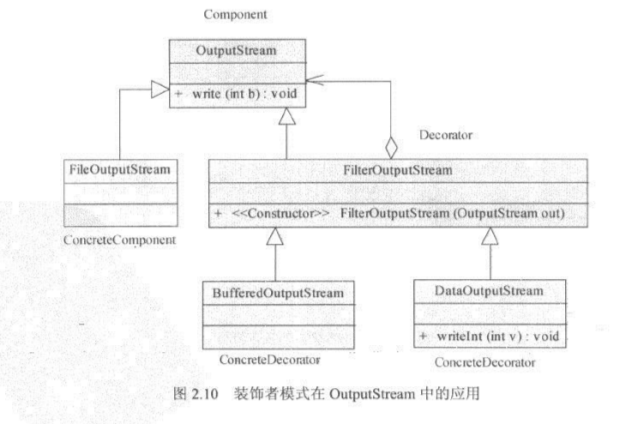 Component
OutputStream
+ write (int b) : void
Decorator
FileOutputStream
FilterOutputStream
+ <<Constructor>> FilterOutputStream (OutputStream out)
ConcreteComponent
BufferedOutputStream
DataOutputStream
+ writeInt (int v) : void
ConcreteDecorator
ConcreteDecorator
图 2.10 装饰者模式在 OutputStream 中的应用